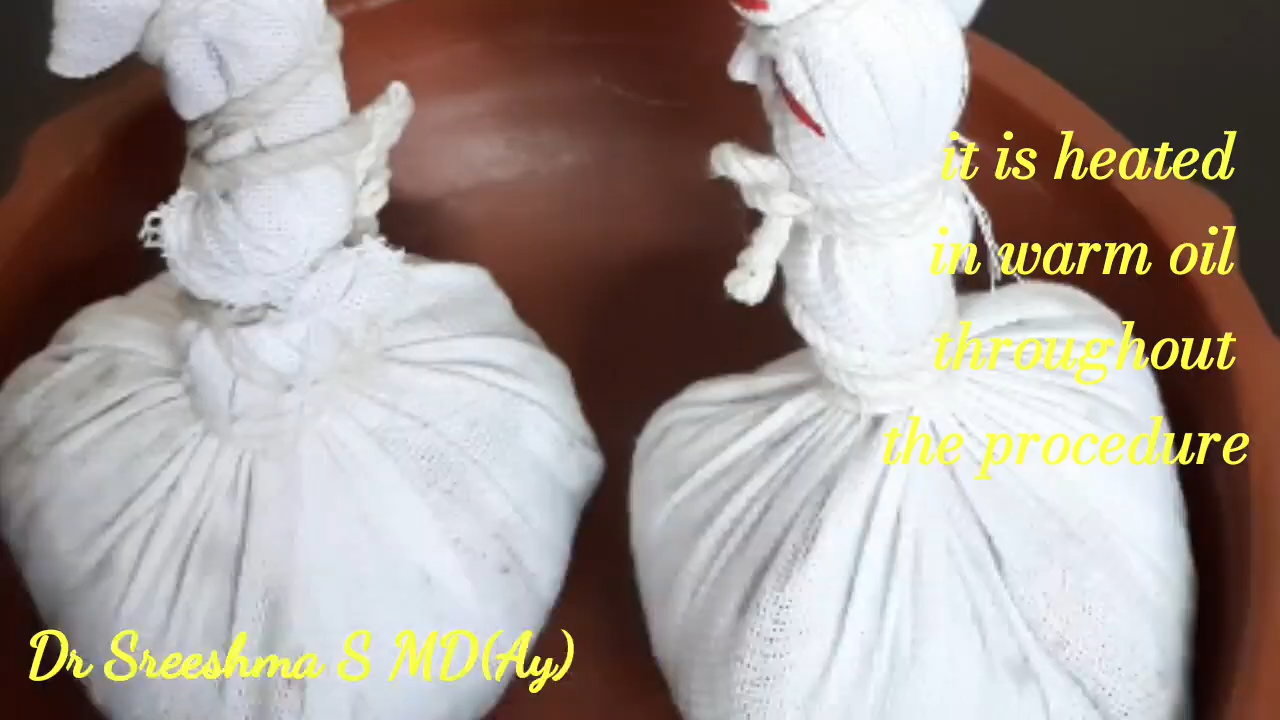 it is heated
in warm oil
throughout
the procedure
Dr Sreeshma S MD(Ay)